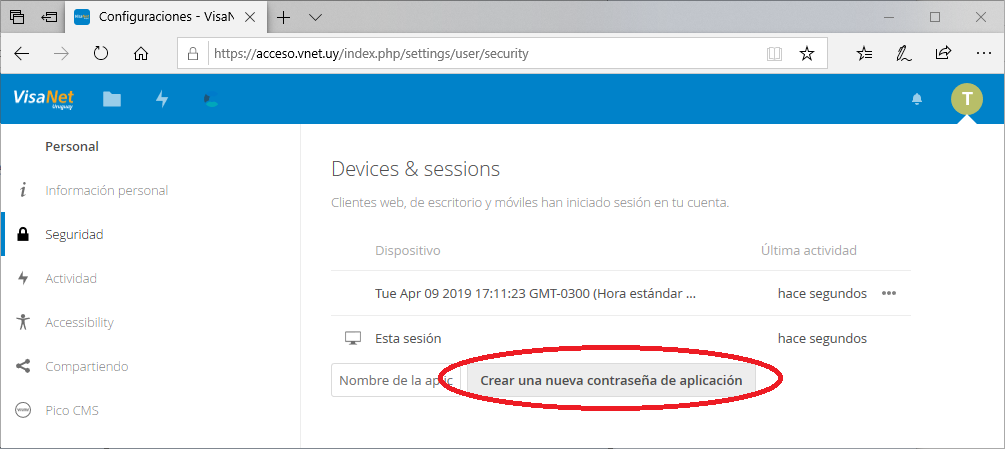 Configuraciones - VisaN
https://acceso.vnet.uy/index.php/settings/user/security
VisaNet
Uruguay
T
Personal
Información personal
Seguridad
Actividad
Accessibility
Compartiendo
Pico CMS
Devices & sessions
Clientes web, de escritorio y móviles han iniciado sesión en tu cuenta.
Dispositivo Última actividad
Tue Apr 09 2019 17:11:23 GMT-0300 (Hora estándar ... hace segundos
Esta sesión hace segundos
Nombre de la aplic Crear una nueva contraseña de aplicación